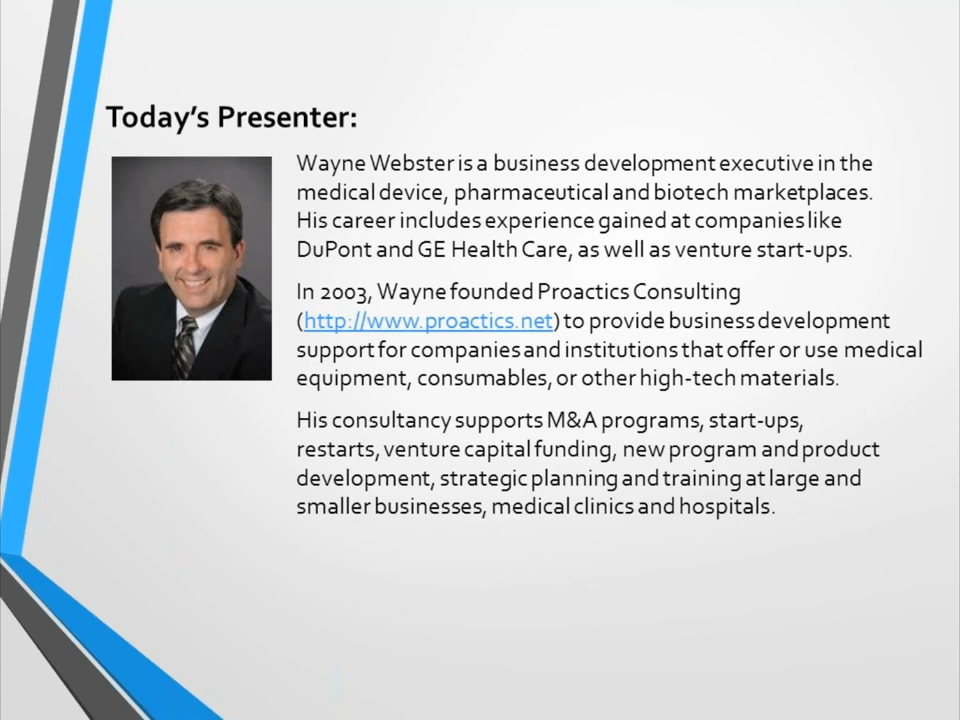 Today's Presenter:
Wayne Webster is a business development executive in the
medical device, pharmaceutical and biotech marketplaces.
His career includes experience gained at companies like
DuPont and GE Health Care, as well as venture start-ups.
In 2003, Wayne founded Proactics Consulting
(http://www.proactics.net) to provide business development
support for companies and institutions that offer or use medical
equipment, consumables, or other high-tech materials.
His consultancy supports M&A programs, start-ups,
restarts, venture capital funding, new program and product
development, strategic planning and training at large and
smaller businesses, medical clinics and hospitals.